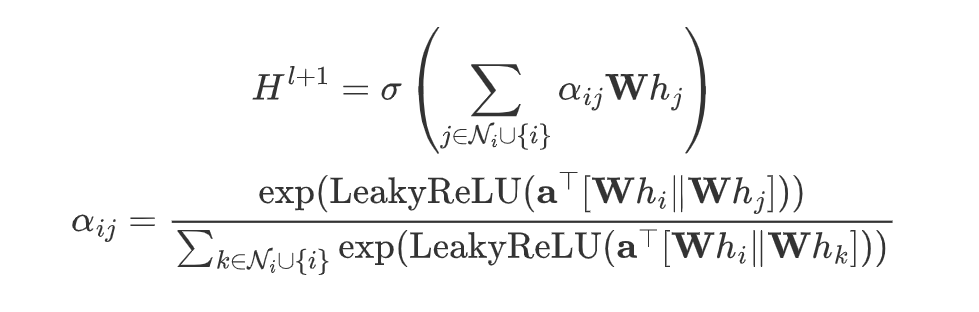 $H^{l+1} = \sigma \left( \sum_{j \in \mathcal{N}_i \cup \{i\}} \alpha_{ij} \mathbf{W} h_j \right)$
$\alpha_{ij} = \frac{\exp(\text{LeakyReLU}(\mathbf{a}^\top [\mathbf{W} h_i \| \mathbf{W} h_j]))}{\sum_{k \in \mathcal{N}_i \cup \{i\}} \exp(\text{LeakyReLU}(\mathbf{a}^\top [\mathbf{W} h_i \| \mathbf{W} h_k]))}$